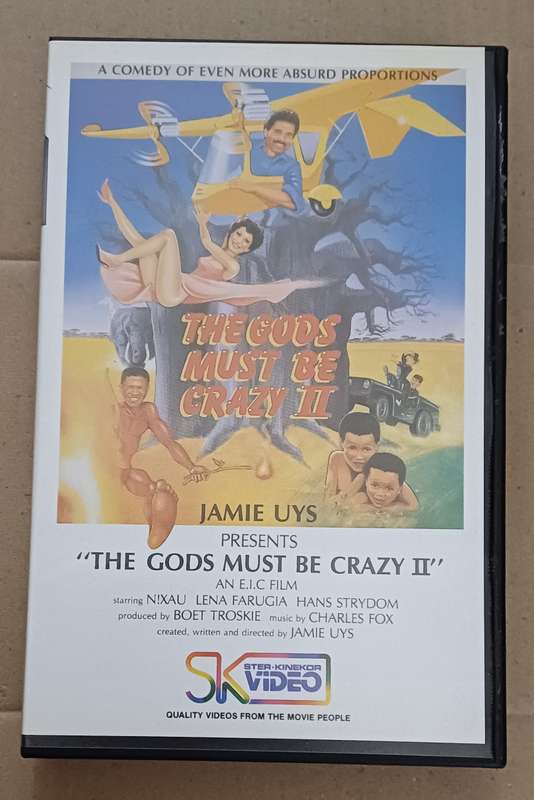 A COMEDY OF EVEN MORE ABSURD PROPORTIONS
THE GODS
MUST BE
CRAZY II
JAMIE UYS
PRESENTS
"THE GODS MUST BE CRAZY II"
AN E.I.C FILM
starring N!XAU LENA FARUGIA HANS STRYDOM
produced by BOET TROSKIE music by CHARLES FOX
created, written and directed by JAMIE UYS
SK STER-KINEKOR
VIDEO
QUALITY VIDEOS FROM THE MOVIE PEOPLE